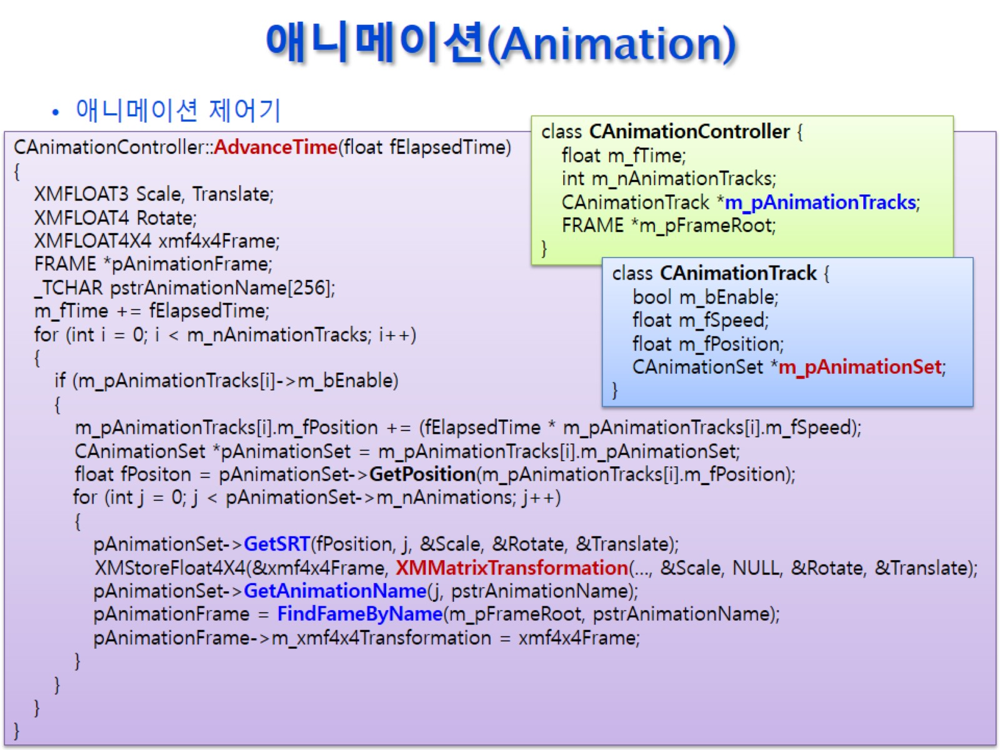 애니메이션(Animation)
• 애니메이션 제어기
CAnimationController::AdvanceTime(float fElapsedTime)
{
XMFLOAT3 Scale, Translate;
XMFLOAT4 Rotate;
XMFLOAT4X4 xmf4x4Frame;
FRAME *pAnimationFrame;
_TCHAR pstrAnimationName[256];
m_fTime += fElapsedTime;
for (int i = 0; i < m_nAnimationTracks; i++)
{
if (m_pAnimationTracks[i]->m_bEnable)
{
m_pAnimationTracks[i].m_fPosition += (fElapsedTime * m_pAnimationTracks[i].m_fSpeed);
CAnimationSet *pAnimationSet = m_pAnimationTracks[i].m_pAnimationSet;
float fPositon = pAnimationSet->GetPosition(m_pAnimationTracks[i].m_fPosition);
for (int j = 0; j < pAnimationSet->m_nAnimations; j++)
{
pAnimationSet->GetSRT(fPosition, j, &Scale, &Rotate, &Translate);
XMStoreFloat4X4(&xmf4x4Frame, XMMatrixTransformation(…, &Scale, NULL, &Rotate, &Translate);
pAnimationSet->GetAnimationName(j, pstrAnimationName);
pAnimationFrame = FindFameByName(m_pFrameRoot, pstrAnimationName);
pAnimationFrame->m_xmf4x4Transformation = xmf4x4Frame;
}
}
}
}
class CAnimationController {
float m_fTime;
int m_nAnimationTracks;
CAnimationTrack *m_pAnimationTracks;
FRAME *m_pFrameRoot;
}
class CAnimationTrack {
bool m_bEnable;
float m_fSpeed;
float m_fPosition;
CAnimationSet *m_pAnimationSet;
}